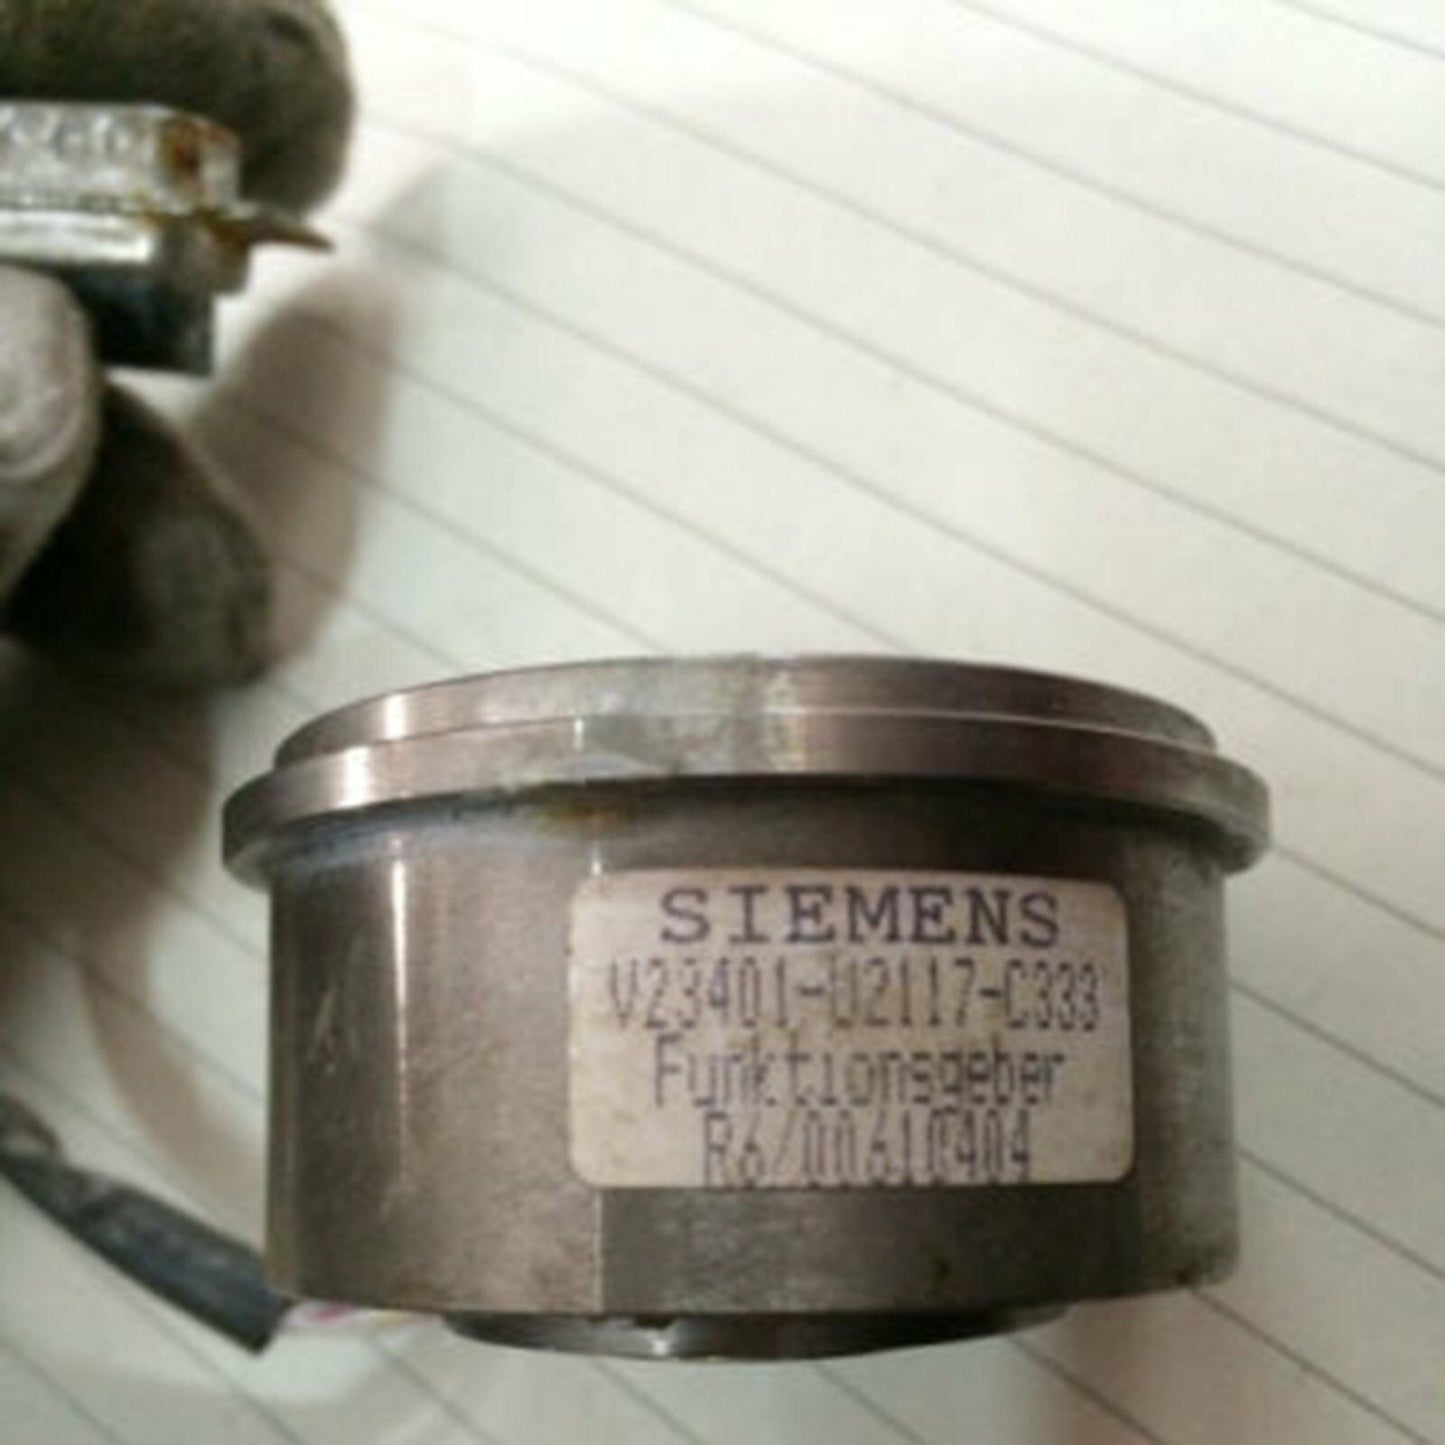 SIEMENS
V23401-U2117-C333
Funktionsgeber
R6/00610404